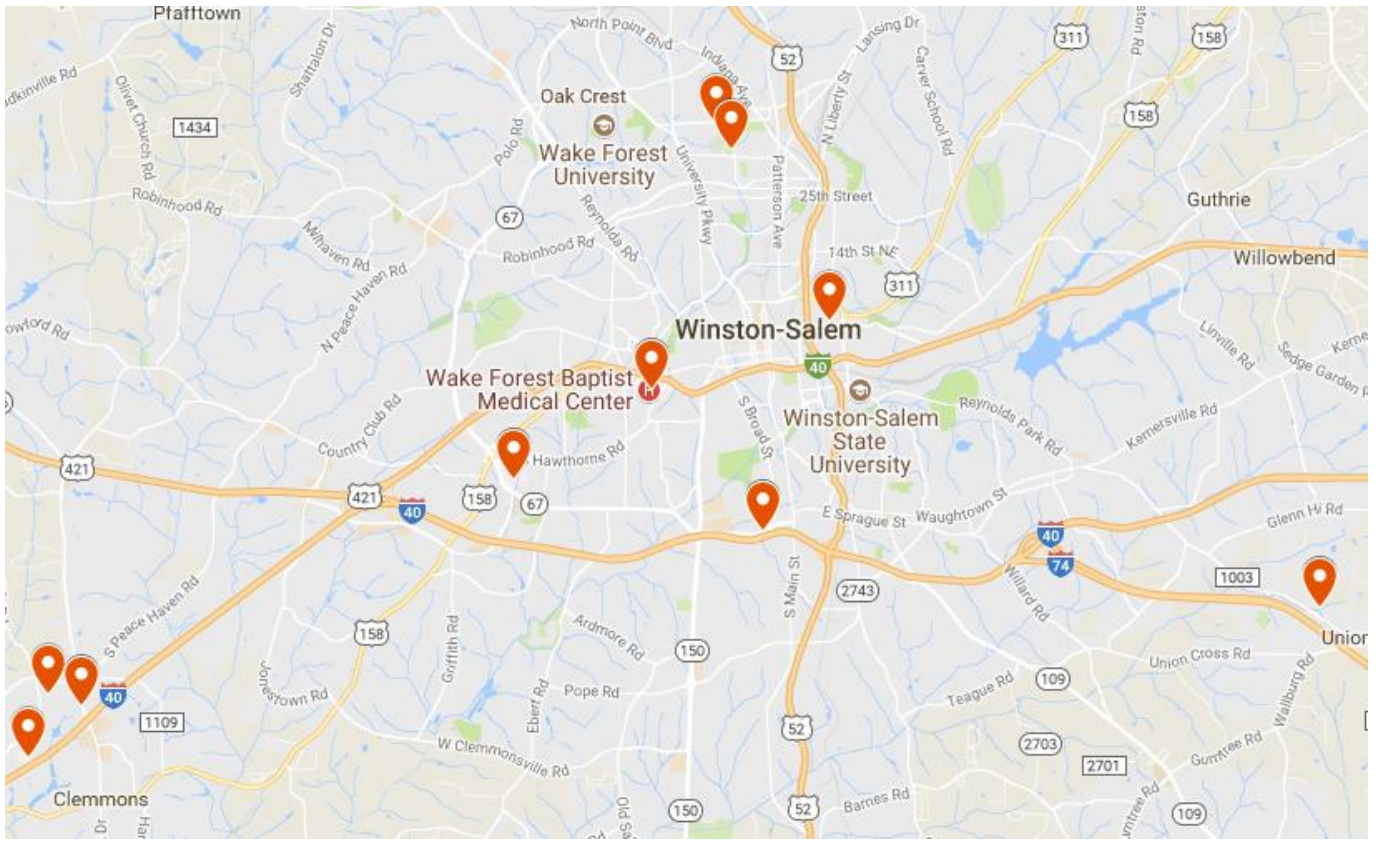 Pfafftown
North Point Blvd
Lansing Dr
311
158
52
Shattalon Dr
Indiana Ave
Carver School Rd
Olivet Church Rd
Oak Crest
N Liberty St
158
1434
Polo Rd
Wake Forest
University
University Pkwy
Patterson Ave
25th Street
Guthrie
Robinhood Rd
67
Reynolda Rd
Milhaven Rd
Robinhood Rd
14th St NE
Willowbend
N Peace Haven Rd
311
Winston-Salem
Linville Rd
Sedge Garden
40
Wake Forest Baptist
Medical Center
H
Country Club Rd
S Broad St
Winston-Salem
State
University
Reynolds Park Rd
Kernersville Rd
421
S Hawthorne Rd
421
40
158
67
E Sprague St
Waughtown St
Glenn Hi Rd
40
74
1003
S Peace Haven Rd
S Main St
2743
Willard Rd
158
Griffith Rd
Ardmore Rd
150
Union
Union Cross Rd
40
Jonestown Rd
Ebert Rd
Pope Rd
Teague Rd
109
Wallburg Rd
1109
52
W Clemmonsville Rd
2703
2701
Gumtree Rd
Clemmons
150
52
Barnes Rd
109
Dr